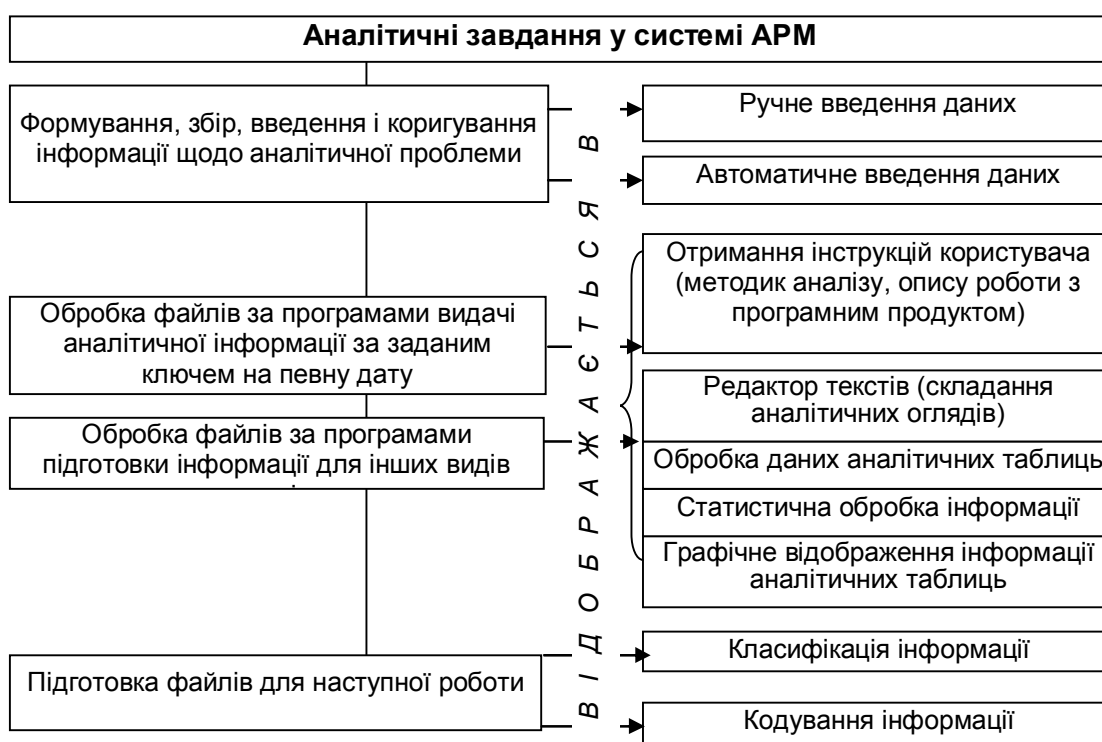 Аналітичні завдання у системі АРМ
Формування, збір, введення і коригування
інформації щодо аналітичної проблеми
Обробка файлів за програмами видачі
аналітичної інформації за заданим
ключем на певну дату
Обробка файлів за програмами
підготовки інформації для інших видів
Підготовка файлів для наступної роботи
ВІДОБРАЖАЄТЬСЯ В
Ручне введення даних
Автоматичне введення даних
Отримання інструкцій користувача
(методик аналізу, опису роботи з
програмним продуктом)
Редактор текстів (складання
аналітичних оглядів)
Обробка даних аналітичних таблиць
Статистична обробка інформації
Графічне відображення інформації
аналітичних таблиць
Класифікація інформації
Кодування інформації